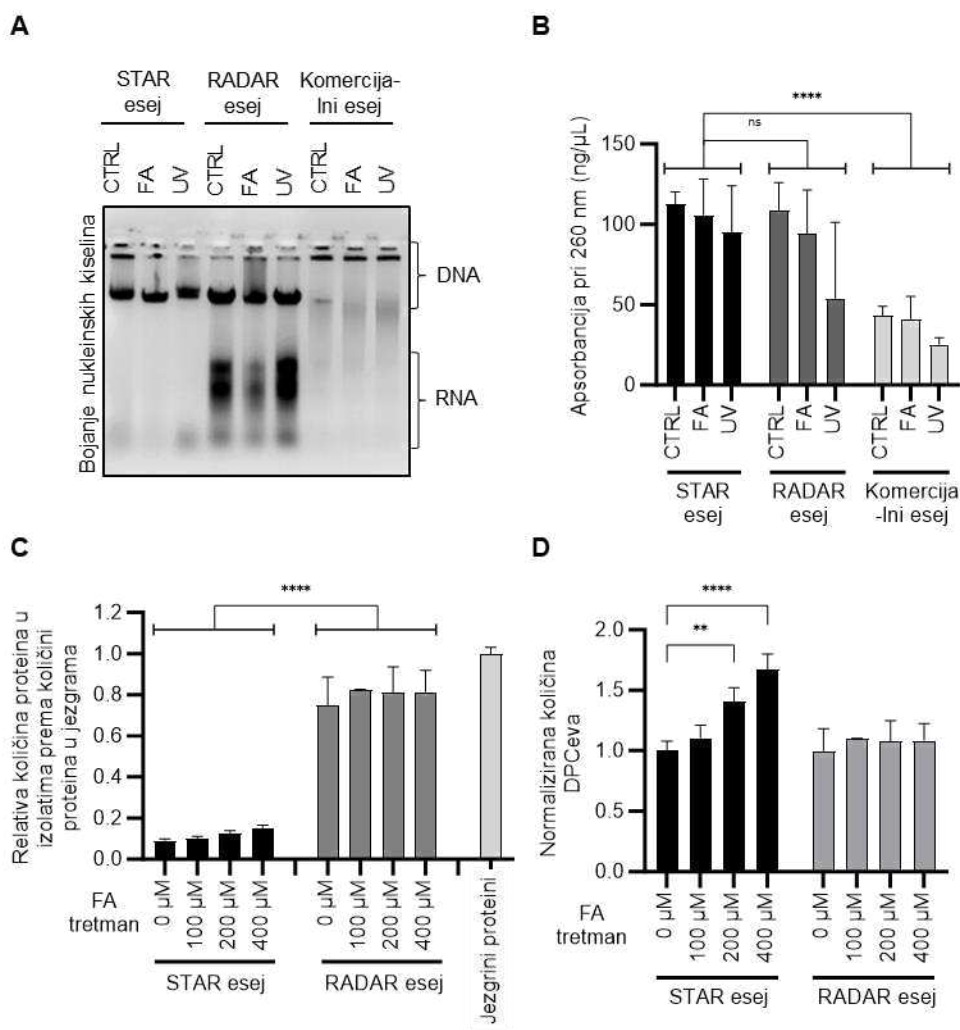 A
STAR
esej
RADAR
esej
Komercija-
lni esej
CTRL
FA
UV
CTRL
FA
UV
CTRL
FA
UV
Bojanje nukleinskih kiselina
DNA
RNA
B
****
ns
Apsorbancija pri 260 nm (ng/µL)
150
100
50
0
CTRL
FA
UV
CTRL
FA
UV
CTRL
FA
UV
STAR
esej
RADAR
esej
Komercija
-lni esej
C
****
Relativa količina proteina u
izolatima prema količini
proteina u jezgrama
1.2
1.0
0.8
0.6
0.4
0.2
0.0
FA
tretman
0 µM
100 µM
200 µM
400 µM
0 µM
100 µM
200 µM
400 µM
Jezgrini proteini
STAR esej
RADAR esej
D
****
**
Normalizirana količina
DPCeva
2.0
1.5
1.0
0.5
0.0
FA
tretman
0 µM
100 µM
200 µM
400 µM
0 µM
100 µM
200 µM
400 µM
STAR esej
RADAR esej